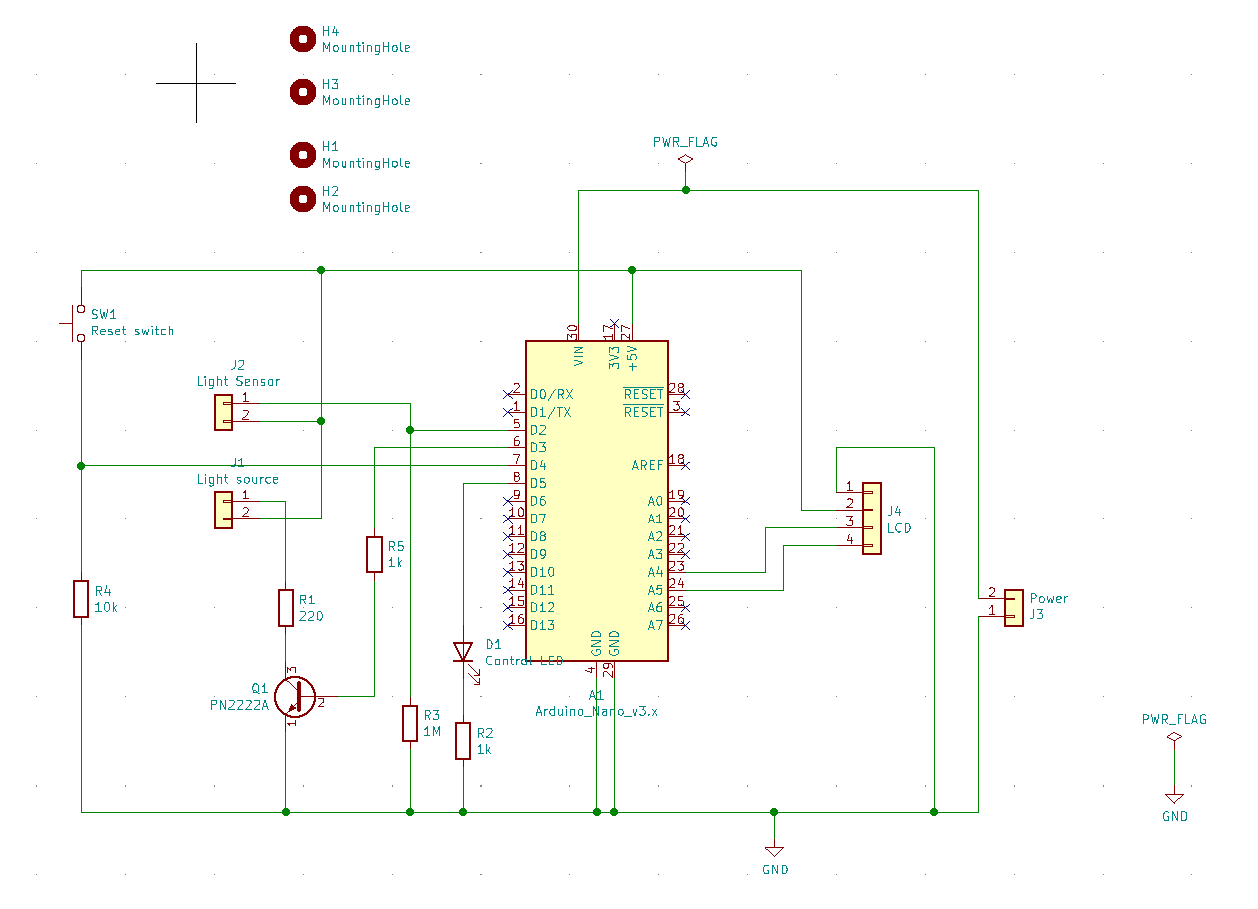 H4
MountingHole
H3
MountingHole
H1
MountingHole
H2
MountingHole
PWR_FLAG
SW1
Reset switch
J2
Light Sensor
1
2
J1
Light source
1
2
R4
10k
R1
220
R5
1k
Q1
PN2222A
3
2
1
R3
1M
D1
Control LED
R2
1k
30
17
27
VIN
3V3
+5V
2 D0/RX
1 D1/TX
5 D2
6 D3
7 D4
8 D5
9 D6
10 D7
11 D8
12 D9
13 D10
14 D11
15 D12
16 D13
RESET 28
RESET 3
AREF 18
A0 19
A1 20
A2 21
A3 22
A4 23
A5 24
A6 25
A7 26
GND
GND
4
29
A1
Arduino_Nano_v3.x
1
2
3
4
J4
LCD
2
1
Power
J3
PWR_FLAG
GND
GND